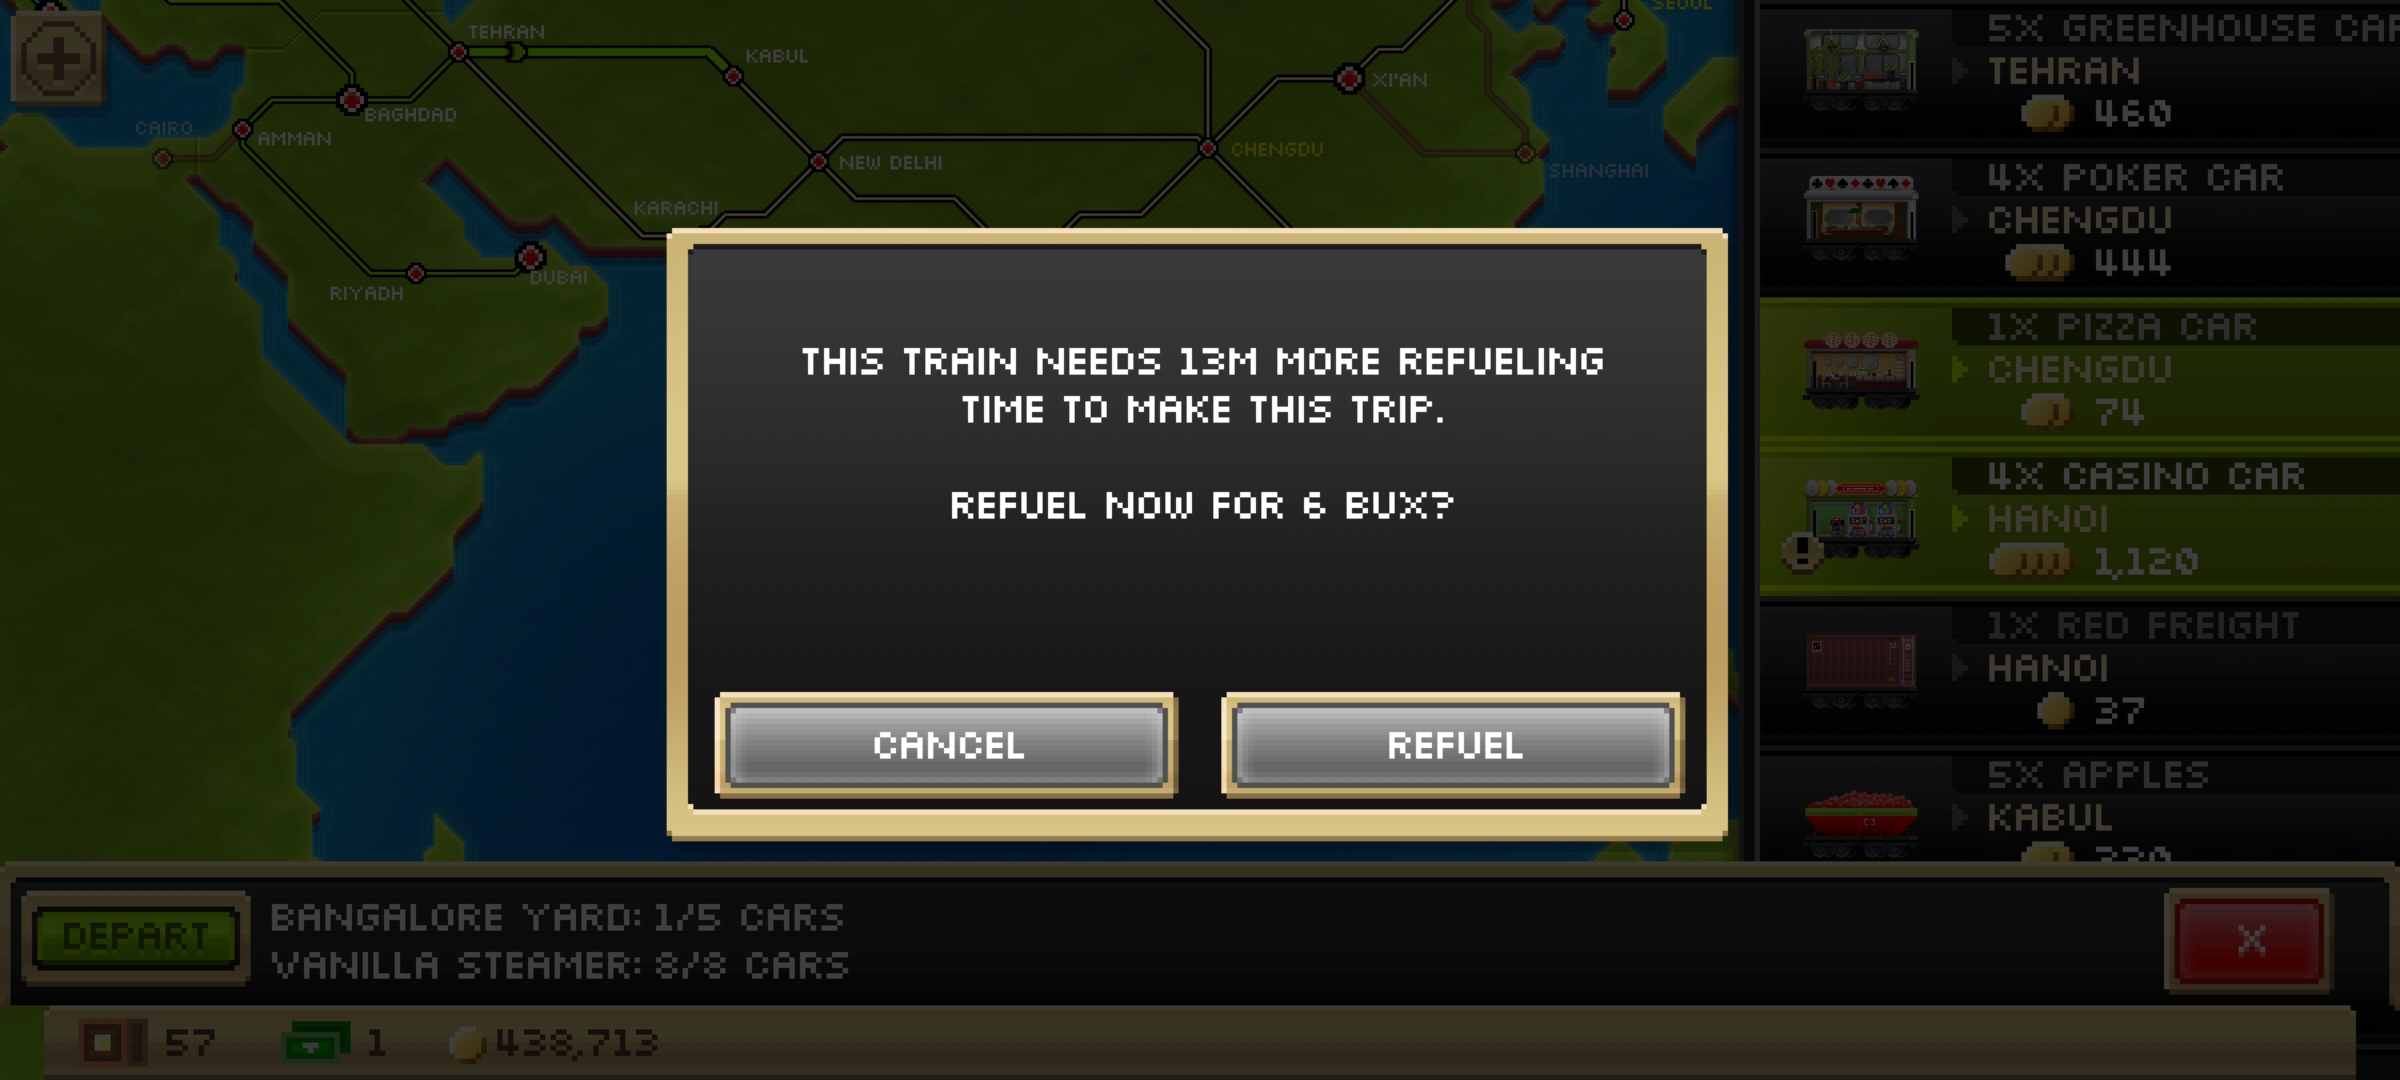 SEOUL
TEHRAN
KABUL
XI'AN
BAGHDAD
CAIRO
AMMAN
CHENGDU
NEW DELHI
SHANGHAI
KARACHI
DUBAI
RIYADH
THIS TRAIN NEEDS 13M MORE REFUELING
TIME TO MAKE THIS TRIP.
REFUEL NOW FOR 6 BUX?
CANCEL
REFUEL
5X GREENHOUSE CAR
TEHRAN
460
4X POKER CAR
CHENGDU
444
1X PIZZA CAR
CHENGDU
74
4X CASINO CAR
HANOI
1,120
1X RED FREIGHT
HANOI
37
5X APPLES
KABUL
DEPART
BANGALORE YARD: 1/5 CARS
VANILLA STEAMER: 8/8 CARS
X
57
1
438,713